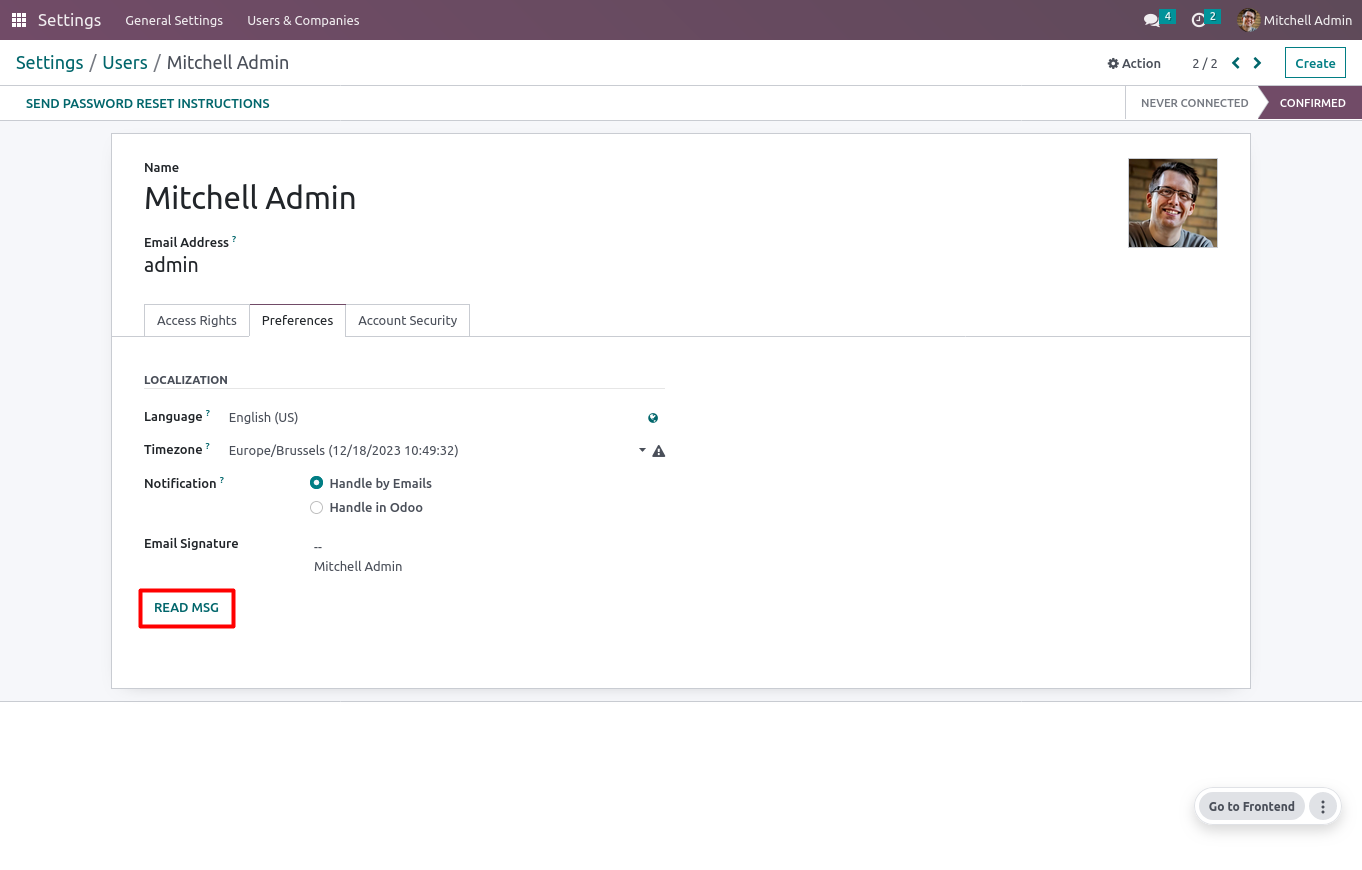 Settings General Settings Users & Companies 4 2 Mitchell Admin
Settings / Users / Mitchell Admin Action 2 / 2 Create
SEND PASSWORD RESET INSTRUCTIONS NEVER CONNECTED CONFIRMED
Name
Mitchell Admin
Email Address ?
admin
Access Rights Preferences Account Security
LOCALIZATION
Language ? English (US)
Timezone ? Europe/Brussels (12/18/2023 10:49:32)
Notification ? Handle by Emails
Handle in Odoo
Email Signature --
Mitchell Admin
READ MSG
Go to Frontend